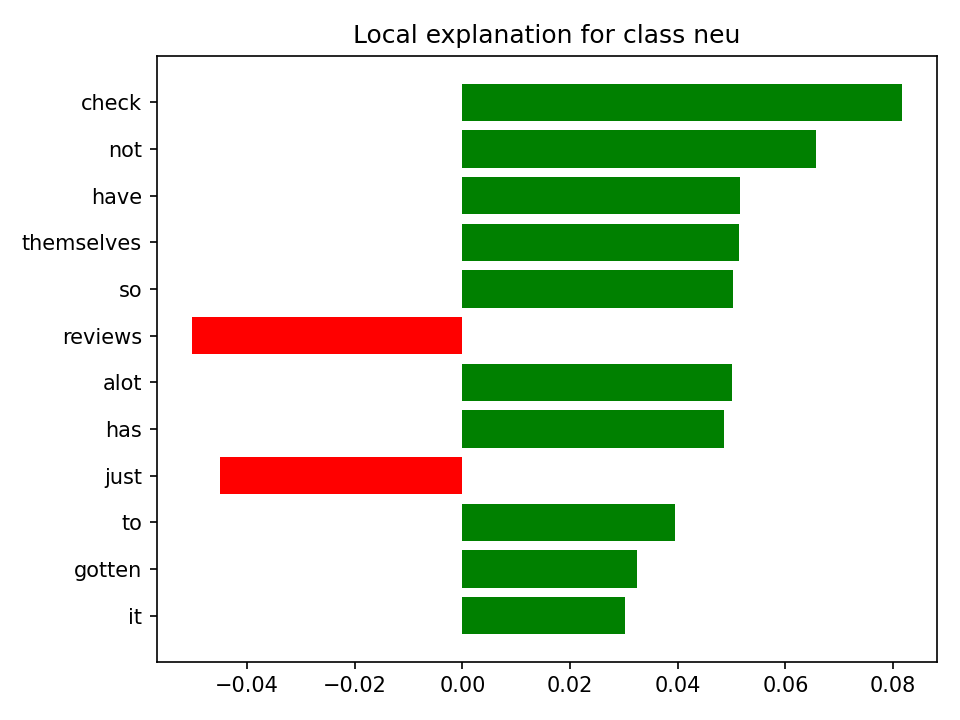 Local explanation for class neu
check
not
have
themselves
so
reviews
alot
has
just
to
gotten
it
−0.04 −0.02 0.00 0.02 0.04 0.06 0.08